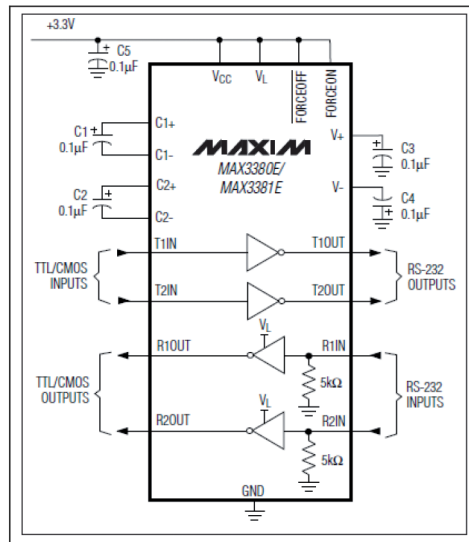 +3.3V
C5
0.1µF
VCC
VL
FORCEOFF
FORCEON
C1+
C1
0.1µF
C1-
C2+
C2
0.1µF
C2-
MAXIM
MAX3380E/
MAX3381E
V+
C3
0.1µF
V-
C4
0.1µF
TTL/CMOS
INPUTS
T1IN
T1OUT
T2IN
T2OUT
RS-232
OUTPUTS
TTL/CMOS
OUTPUTS
R1OUT
VL
R1IN
5kΩ
R2OUT
VL
R2IN
5kΩ
RS-232
INPUTS
GND